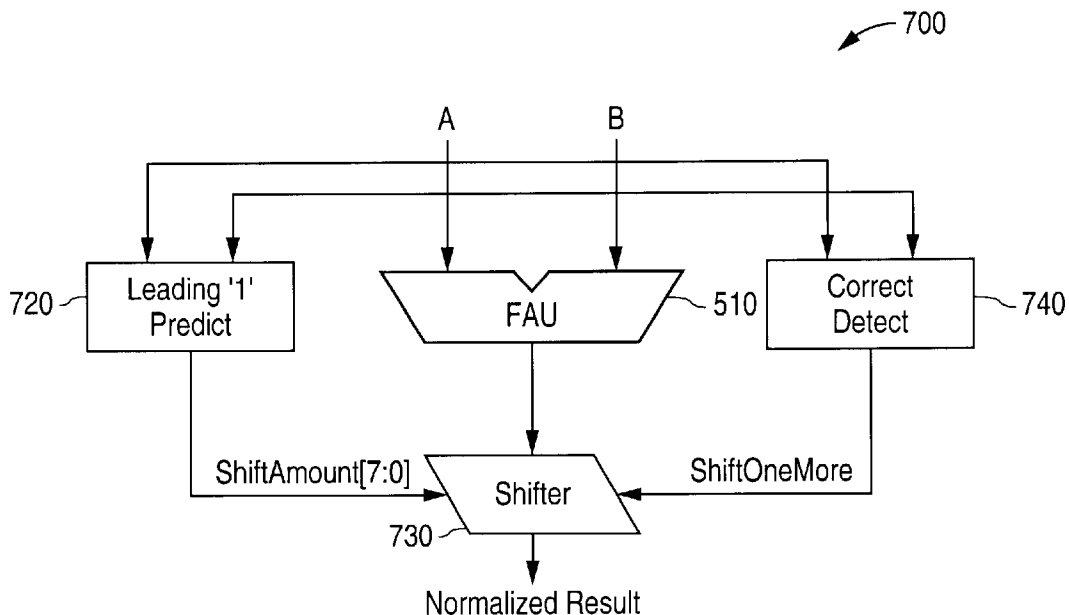 700
A
B
720
Leading '1'
Predict
FAU
510
Correct
Detect
740
ShiftAmount[7:0]
Shifter
ShiftOneMore
730
Normalized Result